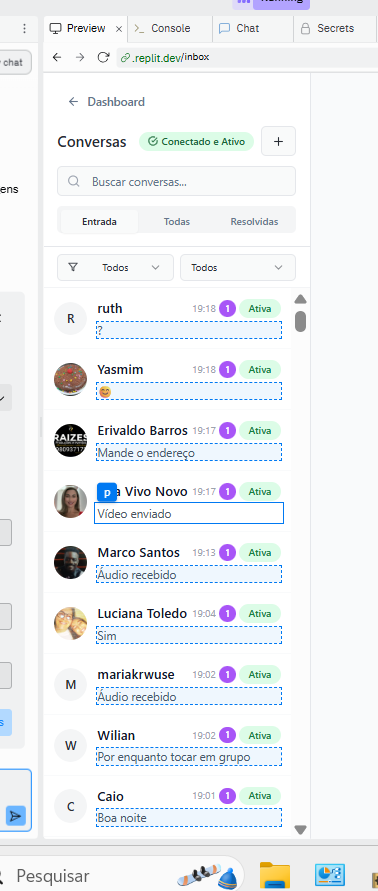 Running
Preview
Console
Chat
Secrets
chat
.replit.dev/inbox
Dashboard
ens
Conversas
Conectado e Ativo
Buscar conversas...
Entrada
Todas
Resolvidas
Todos
Todos
R
ruth
19:18
1
Ativa
?
Yasmim
19:18
1
Ativa
RAIZES
Erivaldo Barros
19:17
1
Ativa
Mande o endereço
p
a Vivo Novo
19:17
1
Ativa
Vídeo enviado
Marco Santos
19:13
1
Ativa
Áudio recebido
Luciana Toledo
19:04
1
Ativa
Sim
M
mariakrwuse
19:02
1
Ativa
Áudio recebido
W
Wilian
19:02
1
Ativa
Por enquanto tocar em grupo
s
C
Caio
19:01
1
Ativa
Boa noite
Pesquisar